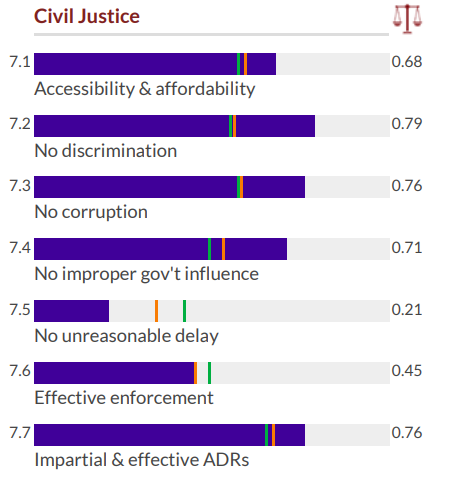 Civil Justice
7.1 0.68
Accessibility & affordability
7.2 0.79
No discrimination
7.3 0.76
No corruption
7.4 0.71
No improper gov't influence
7.5 0.21
No unreasonable delay
7.6 0.45
Effective enforcement
7.7 0.76
Impartial & effective ADRs